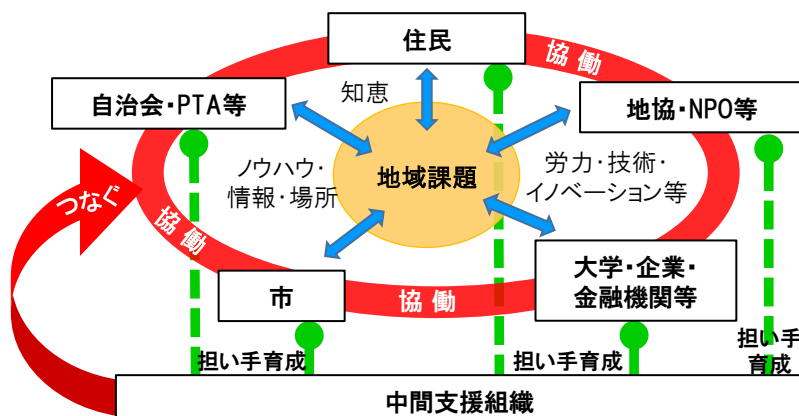 住民
協働
知恵
自治会・PTA等
地協・NPO等
ノウハウ・
情報・場所
地域課題
労力・技術・
イノベーション等
つなぐ
協働
市
協働
大学・企業・
金融機関等
担い手育成
担い手育成
担い手
育成
中間支援組織